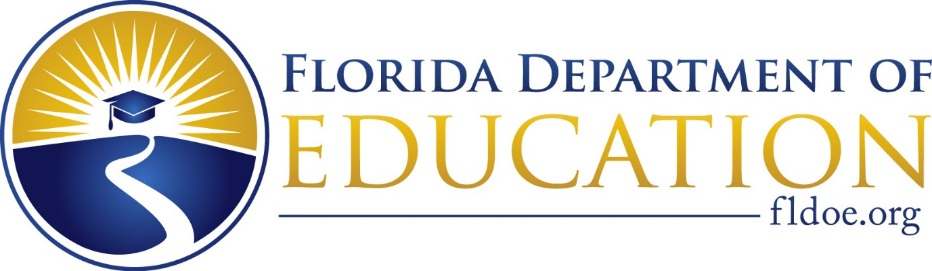 FLORIDA DEPARTMENT OF
EDUCATION
fldoe.org